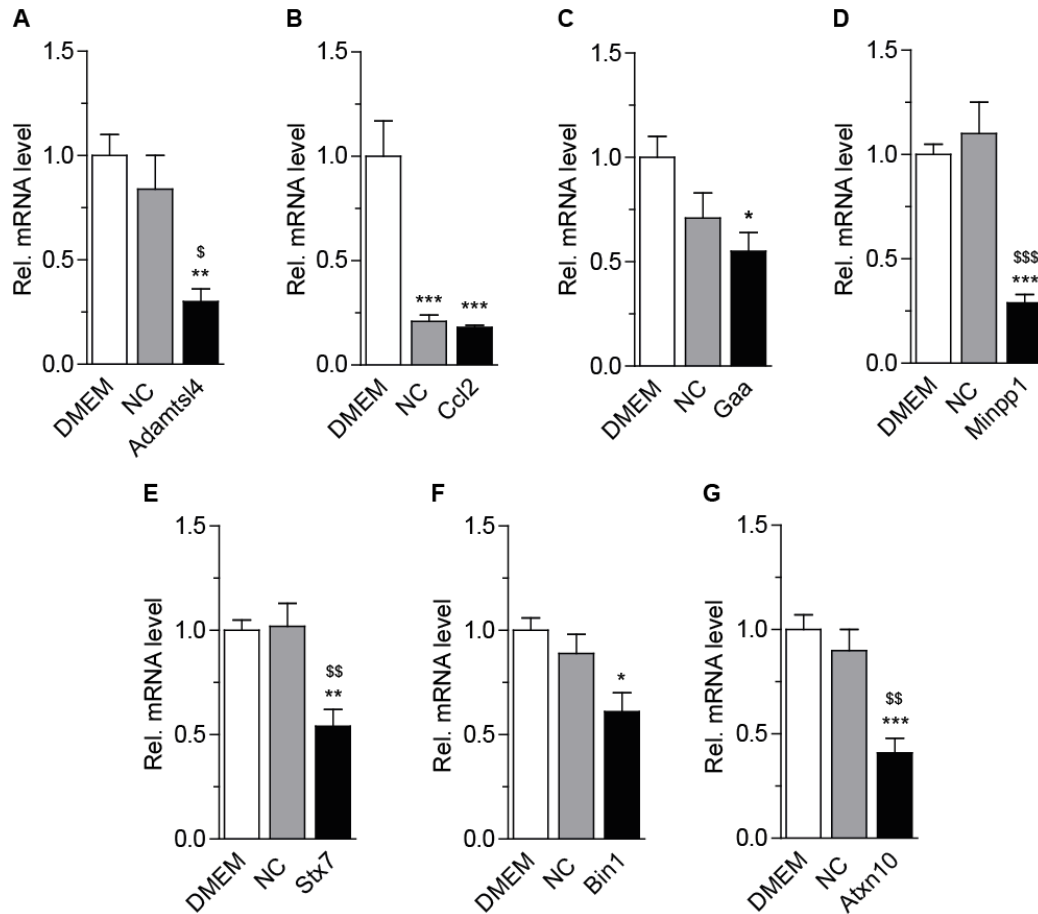 A
Rel. mRNA level
1.5
1.0
0.5
0.0
$
**
DMEM
NC
Adamtsl4
B
Rel. mRNA level
1.5
1.0
0.5
0.0
***
***
DMEM
NC
Ccl2
C
Rel. mRNA level
1.5
1.0
0.5
0.0
*
DMEM
NC
Gaa
D
Rel. mRNA level
1.5
1.0
0.5
0.0
$$$
***
DMEM
NC
Minpp1
E
Rel. mRNA level
1.5
1.0
0.5
0.0
$$
**
DMEM
NC
Stx7
F
Rel. mRNA level
1.5
1.0
0.5
0.0
*
DMEM
NC
Bin1
G
Rel. mRNA level
1.5
1.0
0.5
0.0
$$
***
DMEM
NC
Atxn10